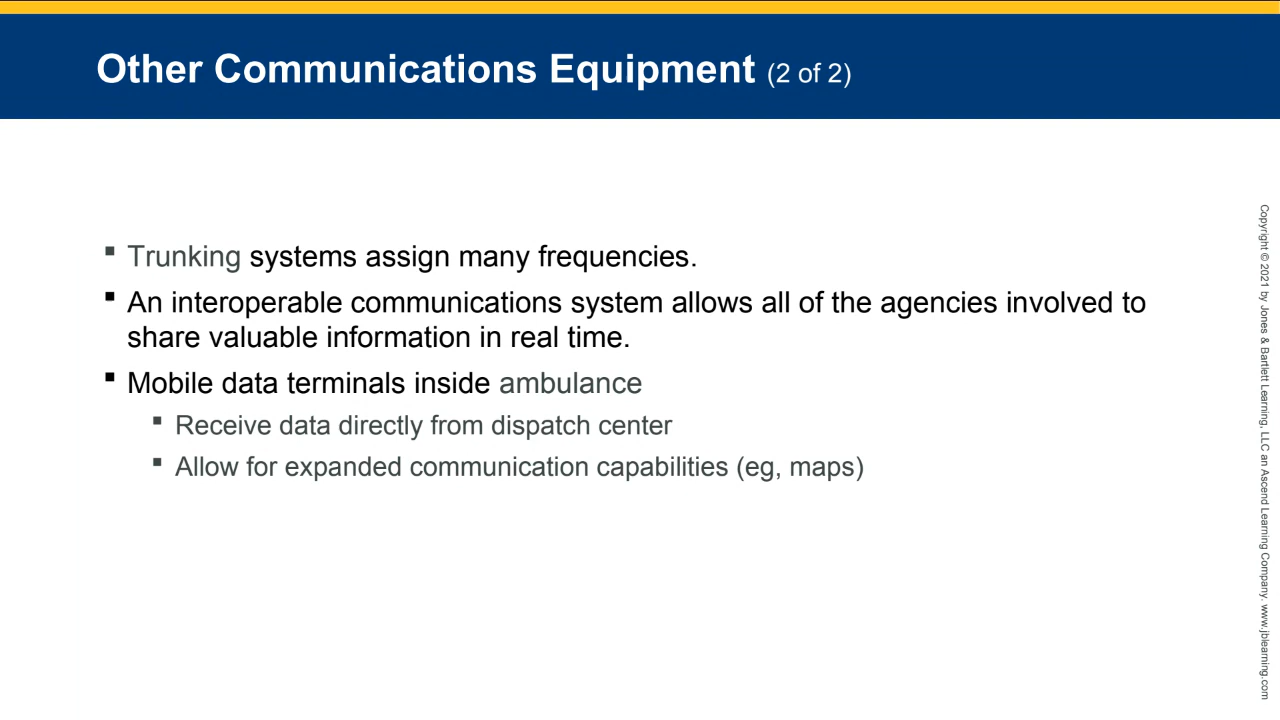 Other Communications Equipment (2 of 2)
▪ Trunking systems assign many frequencies.
▪ An interoperable communications system allows all of the agencies involved to
share valuable information in real time.
▪ Mobile data terminals inside ambulance
▪ Receive data directly from dispatch center
▪ Allow for expanded communication capabilities (eg, maps)
Copyright © 2021 by Jones & Bartlett Learning, LLC an Ascend Learning Company. www.jblearning.com